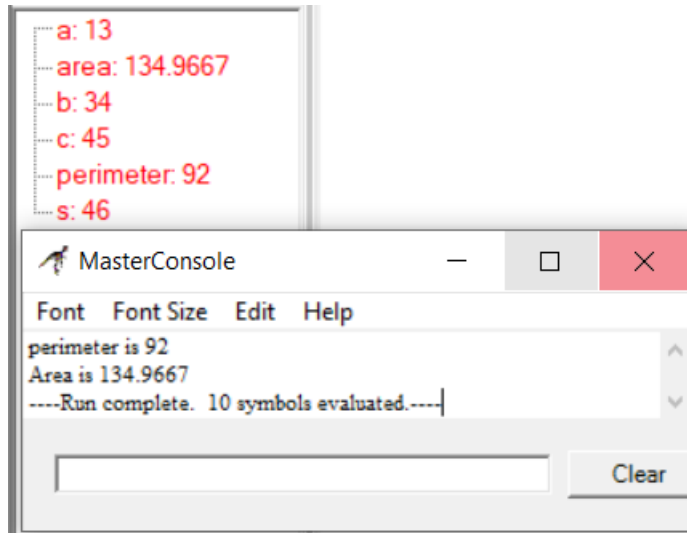 a: 13
area: 134.9667
b: 34
c: 45
perimeter: 92
s: 46
MasterConsole
Font Font Size Edit Help
perimeter is 92
Area is 134.9667
----Run complete.  10 symbols evaluated.----
Clear